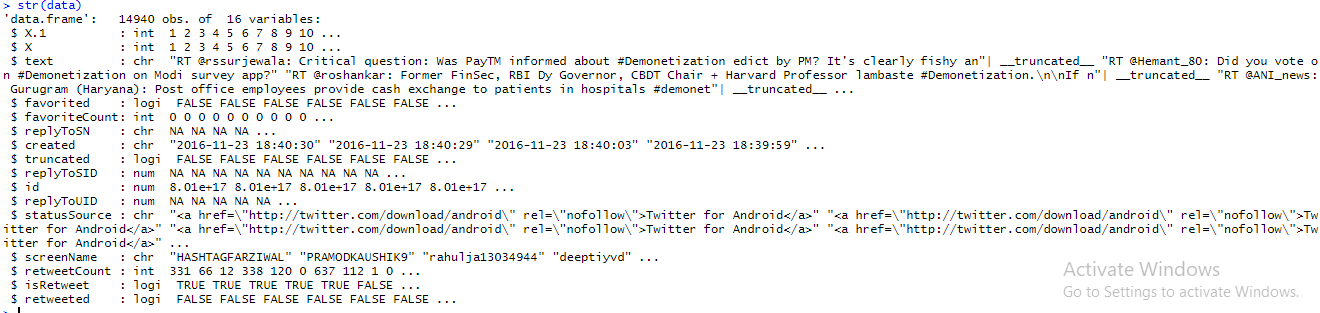 > str(data)
'data.frame':   14940 obs. of  16 variables:
 $ X.1          : int  1 2 3 4 5 6 7 8 9 10 ...
 $ X            : int  1 2 3 4 5 6 7 8 9 10 ...
 $ text         : chr  "RT @rssurjewala: Critical question: Was PayTM informed about #Demonetization edict by PM? It's clearly fishy an"| __truncated__ "RT @Hemant_80: Did you vote o
n #Demonetization on Modi survey app?" "RT @roshankar: Former FinSec, RBI Dy Governor, CBDT Chair + Harvard Professor lambaste #Demonetization.\n\nIf n"| __truncated__ "RT @ANI_news:
 Gurugram (Haryana): Post office employees provide cash exchange to patients in hospitals #demonet"| __truncated__ ...
 $ favorited    : logi  FALSE FALSE FALSE FALSE FALSE FALSE ...
 $ favoriteCount: int  0 0 0 0 0 0 0 0 0 0 ...
 $ replyToSN    : chr  NA NA NA NA ...
 $ created      : chr  "2016-11-23 18:40:30" "2016-11-23 18:40:29" "2016-11-23 18:40:03" "2016-11-23 18:39:59" ...
 $ truncated    : logi  FALSE FALSE FALSE FALSE FALSE FALSE ...
 $ replyToSID   : num  NA NA NA NA NA NA NA NA NA NA ...
 $ id           : num  8.01e+17 8.01e+17 8.01e+17 8.01e+17 8.01e+17 ...
 $ replyToUID   : num  NA NA NA NA NA ...
 $ statusSource : chr  "<a href=\"http://twitter.com/download/android\" rel=\"nofollow\">Twitter for Android</a>" "<a href=\"http://twitter.com/download/android\" rel=\"nofollow\">Tw
itter for Android</a>" "<a href=\"http://twitter.com/download/android\" rel=\"nofollow\">Twitter for Android</a>" "<a href=\"http://twitter.com/download/android\" rel=\"nofollow\">Tw
itter for Android</a>" ...
 $ screenName   : chr  "HASHTAGFARZIWAL" "PRAMODKAUSHIK9" "rahulja13034944" "deeptiyvd" ...
 $ retweetCount : int  331 66 12 338 120 0 637 112 1 0 ...
 $ isRetweet    : logi  TRUE TRUE TRUE TRUE TRUE FALSE ...
 $ retweeted    : logi  FALSE FALSE FALSE FALSE FALSE FALSE ...
>
Activate Windows
Go to Settings to activate Windows.